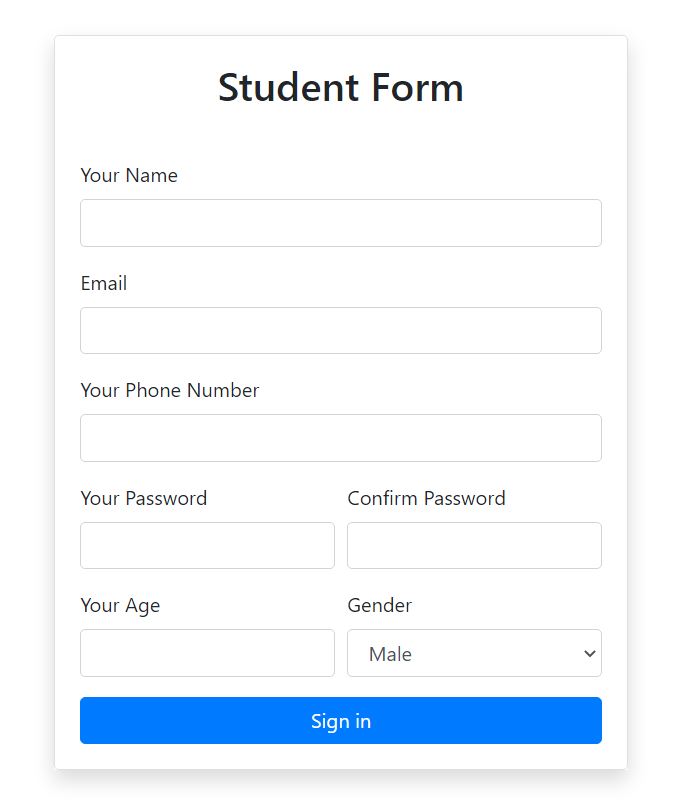 Student Form
Your Name
Email
Your Phone Number
Your Password Confirm Password
Your Age Gender
Male
Sign in